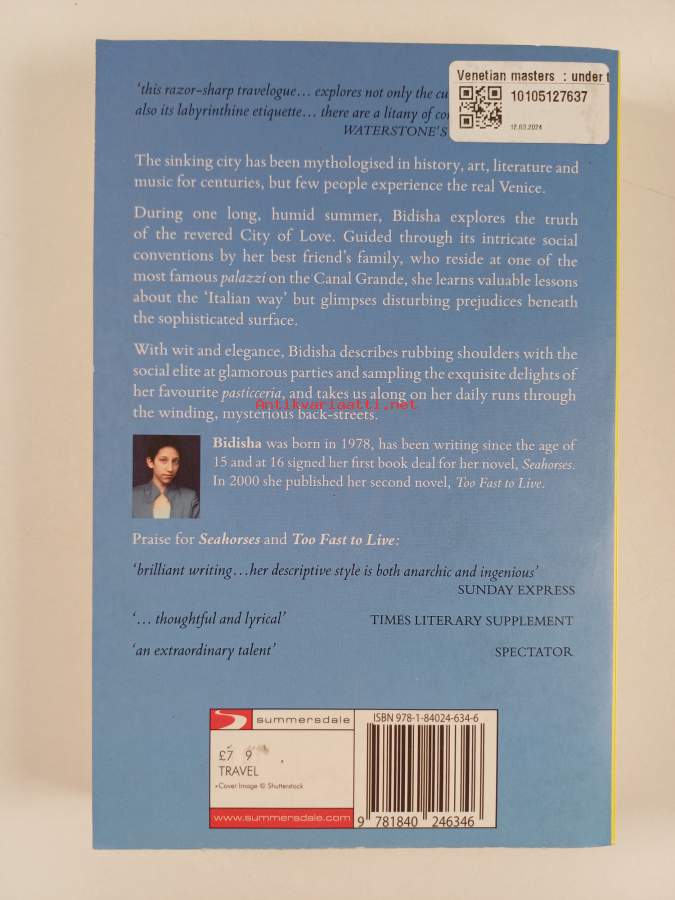 Venetian masters : under t
10105127637
12.03.2024
‘this razor-sharp travelogue… explores not only the cu
also its labyrinthine etiquette… there are a litany of co
WATERSTONE'S
The sinking city has been mythologised in history, art, literature and
music for centuries, but few people experience the real Venice.
During one long, humid summer, Bidisha explores the truth
of the revered City of Love. Guided through its intricate social
conventions by her best friend's family, who reside at one of the
most famous palazzi on the Canal Grande, she learns valuable lessons
about the ‘Italian way’ but glimpses disturbing prejudices beneath
the sophisticated surface.
With wit and elegance, Bidisha describes rubbing shoulders with the
social elite at glamorous parties and sampling the exquisite delights of
her favourite pasticceria, and takes us along on her daily runs through
the winding, mysterious back-streets.
Antikvariaatti.net
Bidisha was born in 1978, has been writing since the age of
15 and at 16 signed her first book deal for her novel, Seahorses.
In 2000 she published her second novel, Too Fast to Live.
Praise for Seahorses and Too Fast to Live:
‘brilliant writing…her descriptive style is both anarchic and ingenious’
SUNDAY EXPRESS
‘… thoughtful and lyrical’ TIMES LITERARY SUPPLEMENT
‘an extraordinary talent’ SPECTATOR
summersdale
£7 9
TRAVEL
Cover Image © Shutterstock
www.summersdale.com
ISBN 978-1-84024-634-6
9 781840 246346